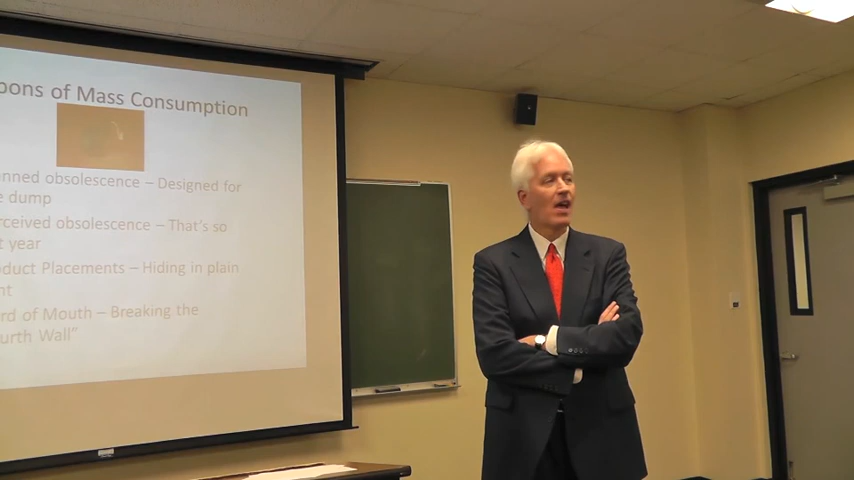 pons of Mass Consumption
nned obsolescence – Designed for
e dump
rceived obsolescence – That's so
t year
duct Placements – Hiding in plain
nt
rd of Mouth – Breaking the
urth Wall"